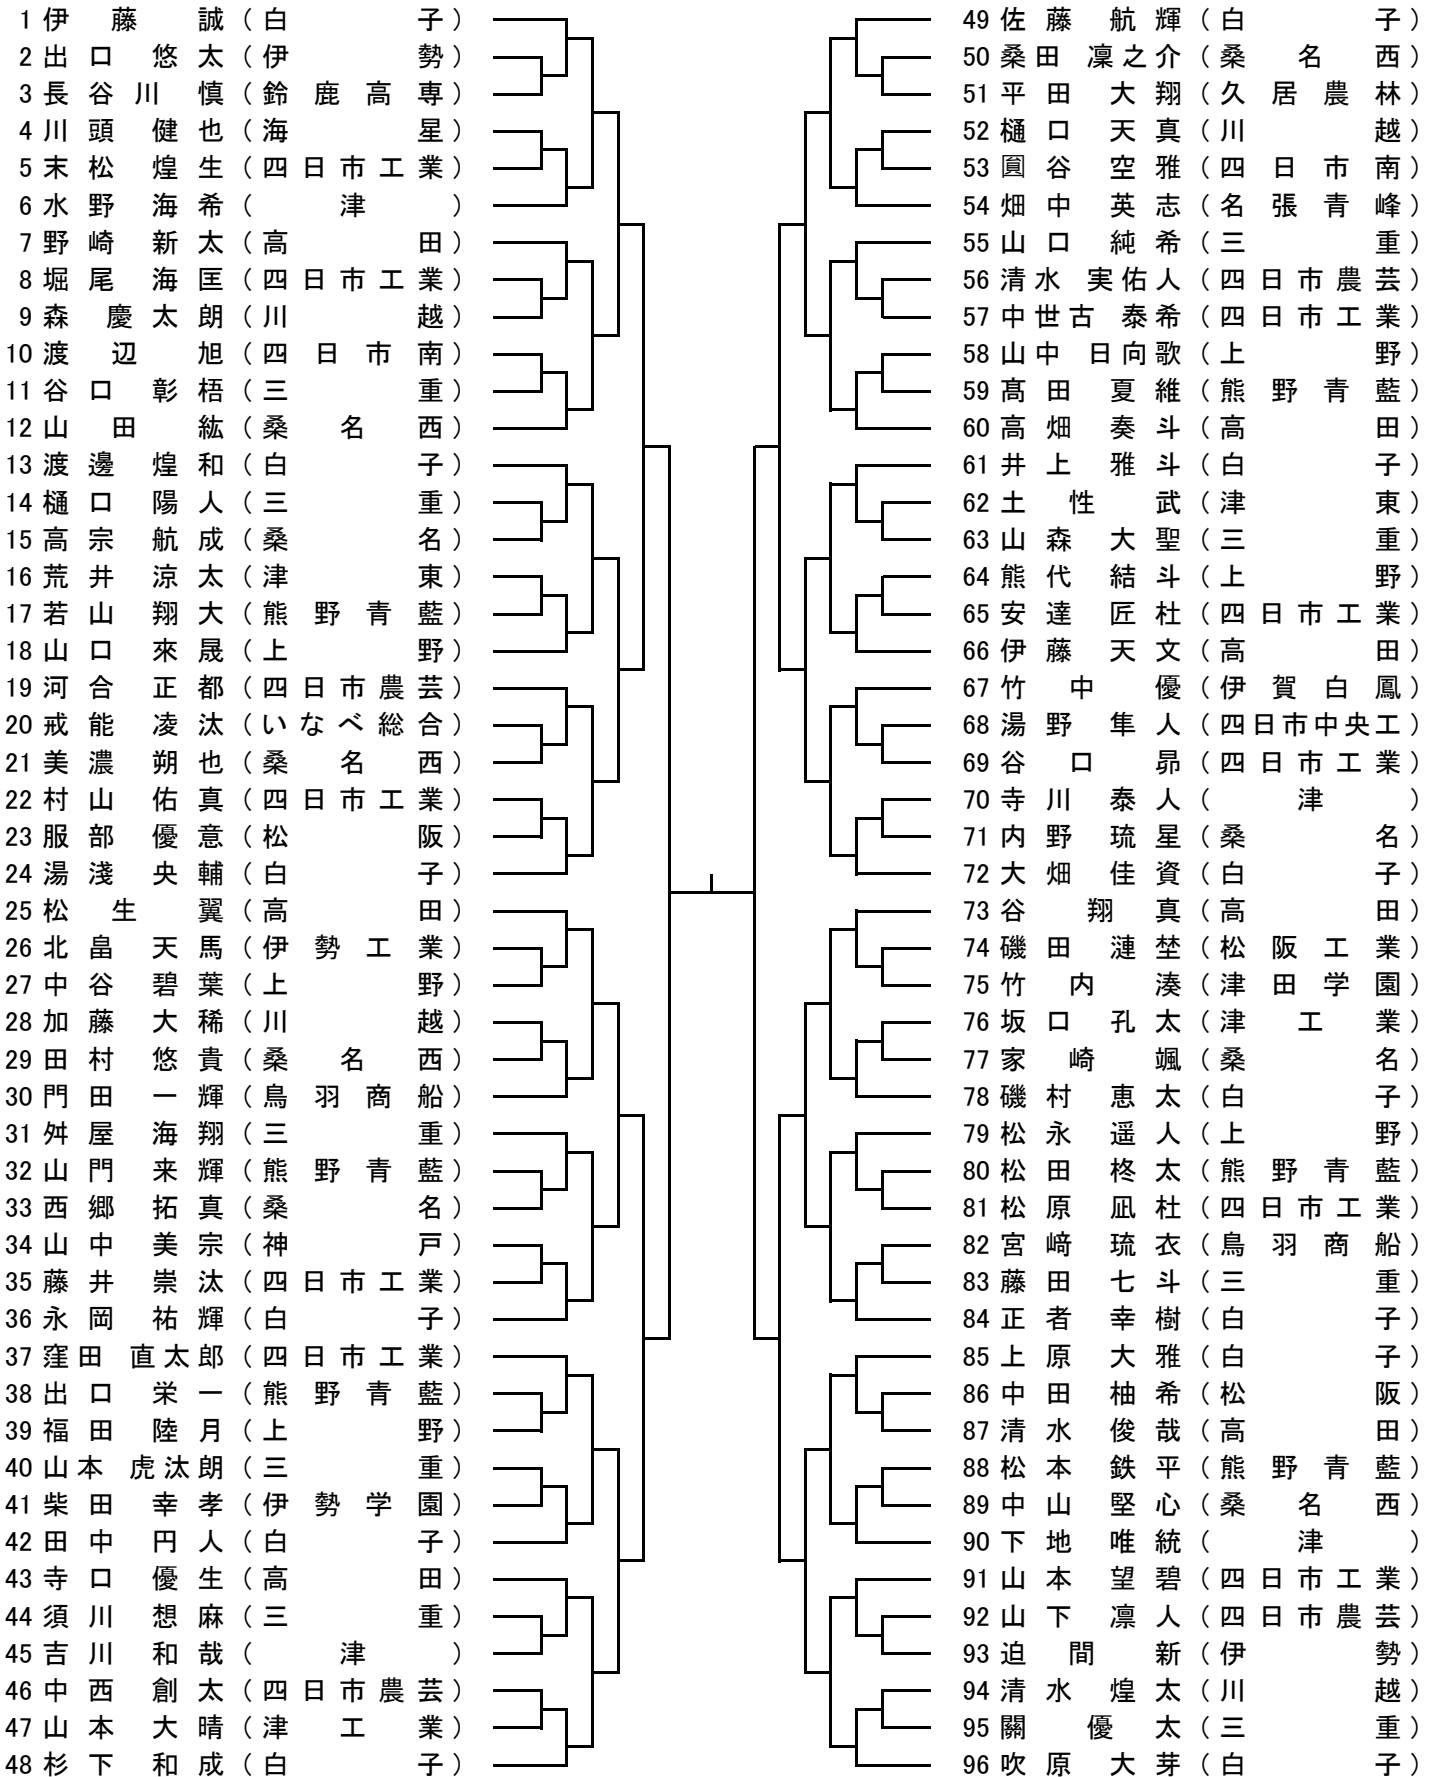 1 伊藤誠（白子）
2 出口悠太（伊勢）
3 長谷川慎（鈴鹿高専）
4 川頭健也（海星）
5 末松煌生（四日市工業）
6 水野海希（津）
7 野崎新太（高田）
8 堀尾海匡（四日市工業）
9 森慶太朗（川越）
10 渡辺旭（四日市南）
11 谷口彰梧（三重）
12 山田紘（桑名西）
13 渡邊煌和（白子）
14 樋口陽人（三重）
15 高宗航成（桑名）
16 荒井涼太（津東）
17 若山翔大（熊野青藍）
18 山口來晟（上野）
19 河合正都（四日市農芸）
20 戒能凌汰（いなべ総合）
21 美濃朔也（桑名西）
22 村山佑真（四日市工業）
23 服部優意（松阪）
24 湯淺央輔（白子）
25 松生翼（高田）
26 北畠天馬（伊勢工業）
27 中谷碧葉（上野）
28 加藤大稀（川越）
29 田村悠貴（桑名西）
30 門田一輝（鳥羽商船）
31 舛屋海翔（三重）
32 山門来輝（熊野青藍）
33 西郷拓真（桑名）
34 山中美宗（神戸）
35 藤井崇汰（四日市工業）
36 永岡祐輝（白子）
37 窪田直太郎（四日市工業）
38 出口栄一（熊野青藍）
39 福田陸月（上野）
40 山本虎汰朗（三重）
41 柴田幸孝（伊勢学園）
42 田中円人（白子）
43 寺口優生（高田）
44 須川想麻（三重）
45 吉川和哉（津）
46 中西創太（四日市農芸）
47 山本大晴（津工業）
48 杉下和成（白子）
49 佐藤航輝（白子）
50 桑田凜之介（桑名西）
51 平田大翔（久居農林）
52 樋口天真（川越）
53 圓谷空雅（四日市南）
54 畑中英志（名張青峰）
55 山口純希（三重）
56 清水実佑人（四日市農芸）
57 中世古泰希（四日市工業）
58 山中日向歌（上野）
59 髙田夏維（熊野青藍）
60 高畑奏斗（高田）
61 井上雅斗（白子）
62 土性武（津東）
63 山森大聖（三重）
64 熊代結斗（上野）
65 安達匠杜（四日市工業）
66 伊藤天文（高田）
67 竹中優（伊賀白鳳）
68 湯野隼人（四日市中央工）
69 谷口昴（四日市工業）
70 寺川泰人（津）
71 内野琉星（桑名）
72 大畑佳資（白子）
73 谷翔真（高田）
74 磯田漣埜（松阪工業）
75 竹内湊（津田学園）
76 坂口孔太（津工業）
77 家崎颯（桑名）
78 磯村恵太（白子）
79 松永遥人（上野）
80 松田柊太（熊野青藍）
81 松原凪杜（四日市工業）
82 宮﨑琉衣（鳥羽商船）
83 藤田七斗（三重）
84 正者幸樹（白子）
85 上原大雅（白子）
86 中田柚希（松阪）
87 清水俊哉（高田）
88 松本鉄平（熊野青藍）
89 中山堅心（桑名西）
90 下地唯統（津）
91 山本望碧（四日市工業）
92 山下凛人（四日市農芸）
93 迫間新（伊勢）
94 清水煌太（川越）
95 關優太（三重）
96 吹原大芽（白子）